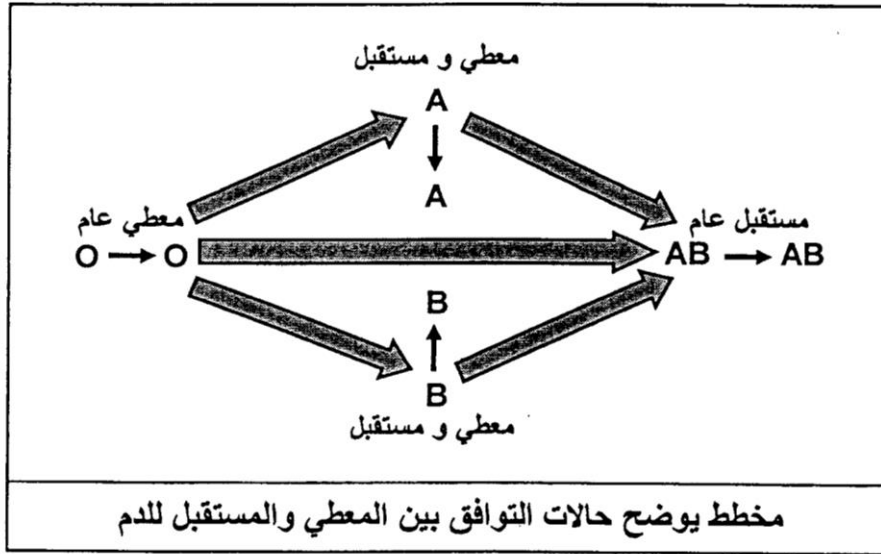 معطي و مستقبل
A
A
معطي عام
مستقبل عام
O → O
AB → AB
B
B
معطي و مستقبل
مخطط يوضح حالات التوافق بين المعطي والمستقبل للدم